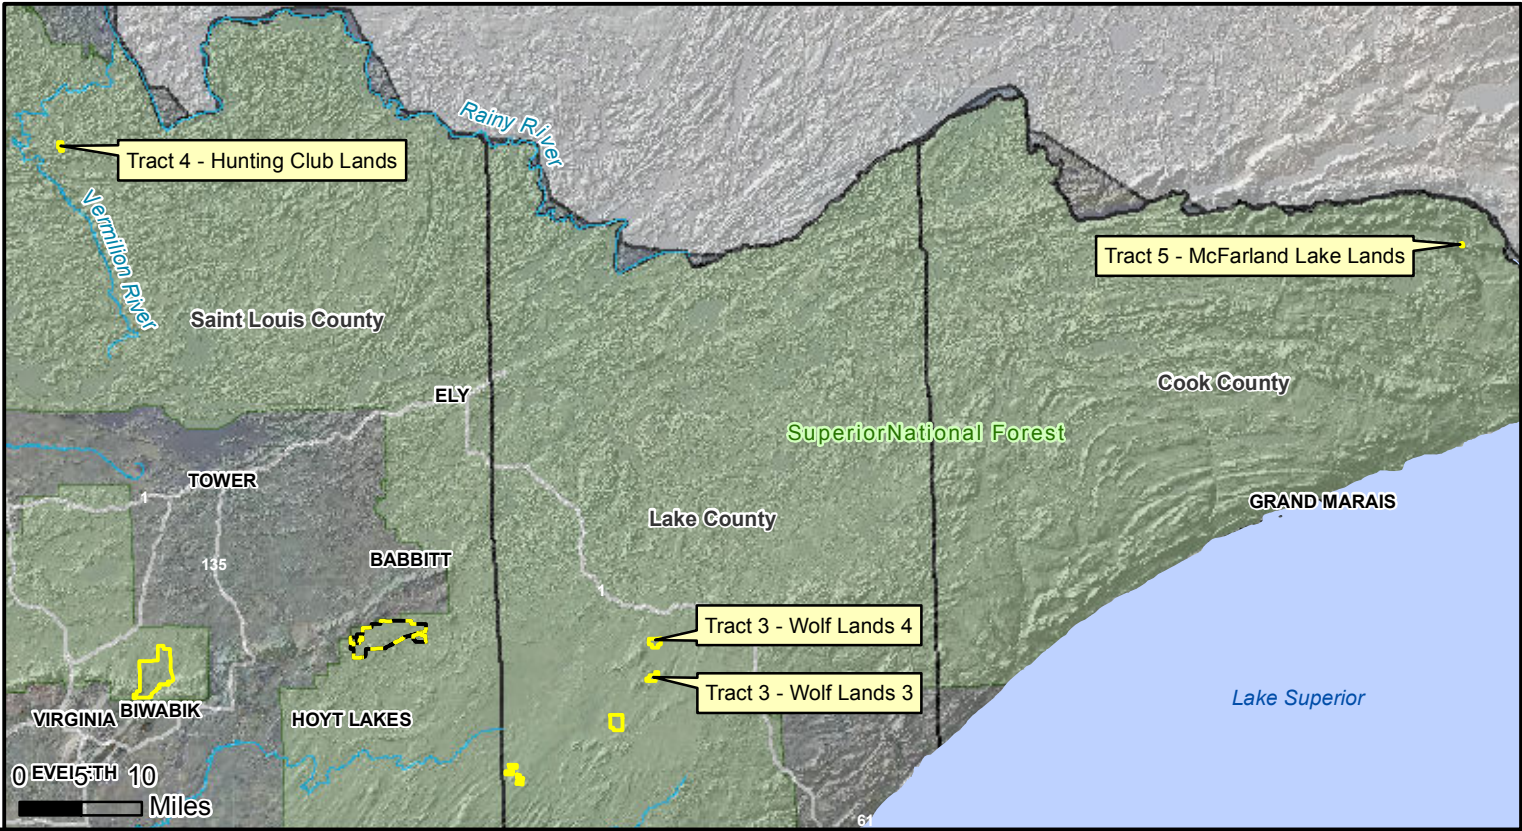 Rainy River
Tract 4 - Hunting Club Lands
Vermilion River
Tract 5 - McFarland Lake Lands
Saint Louis County
Cook County
ELY
SuperiorNational Forest
TOWER
1
GRAND MARAIS
Lake County
135
BABBITT
1
Tract 3 - Wolf Lands 4
Tract 3 - Wolf Lands 3
Lake Superior
VIRGINIA
BIWABIK
HOYT LAKES
EVELETH
0 5 10
Miles
61